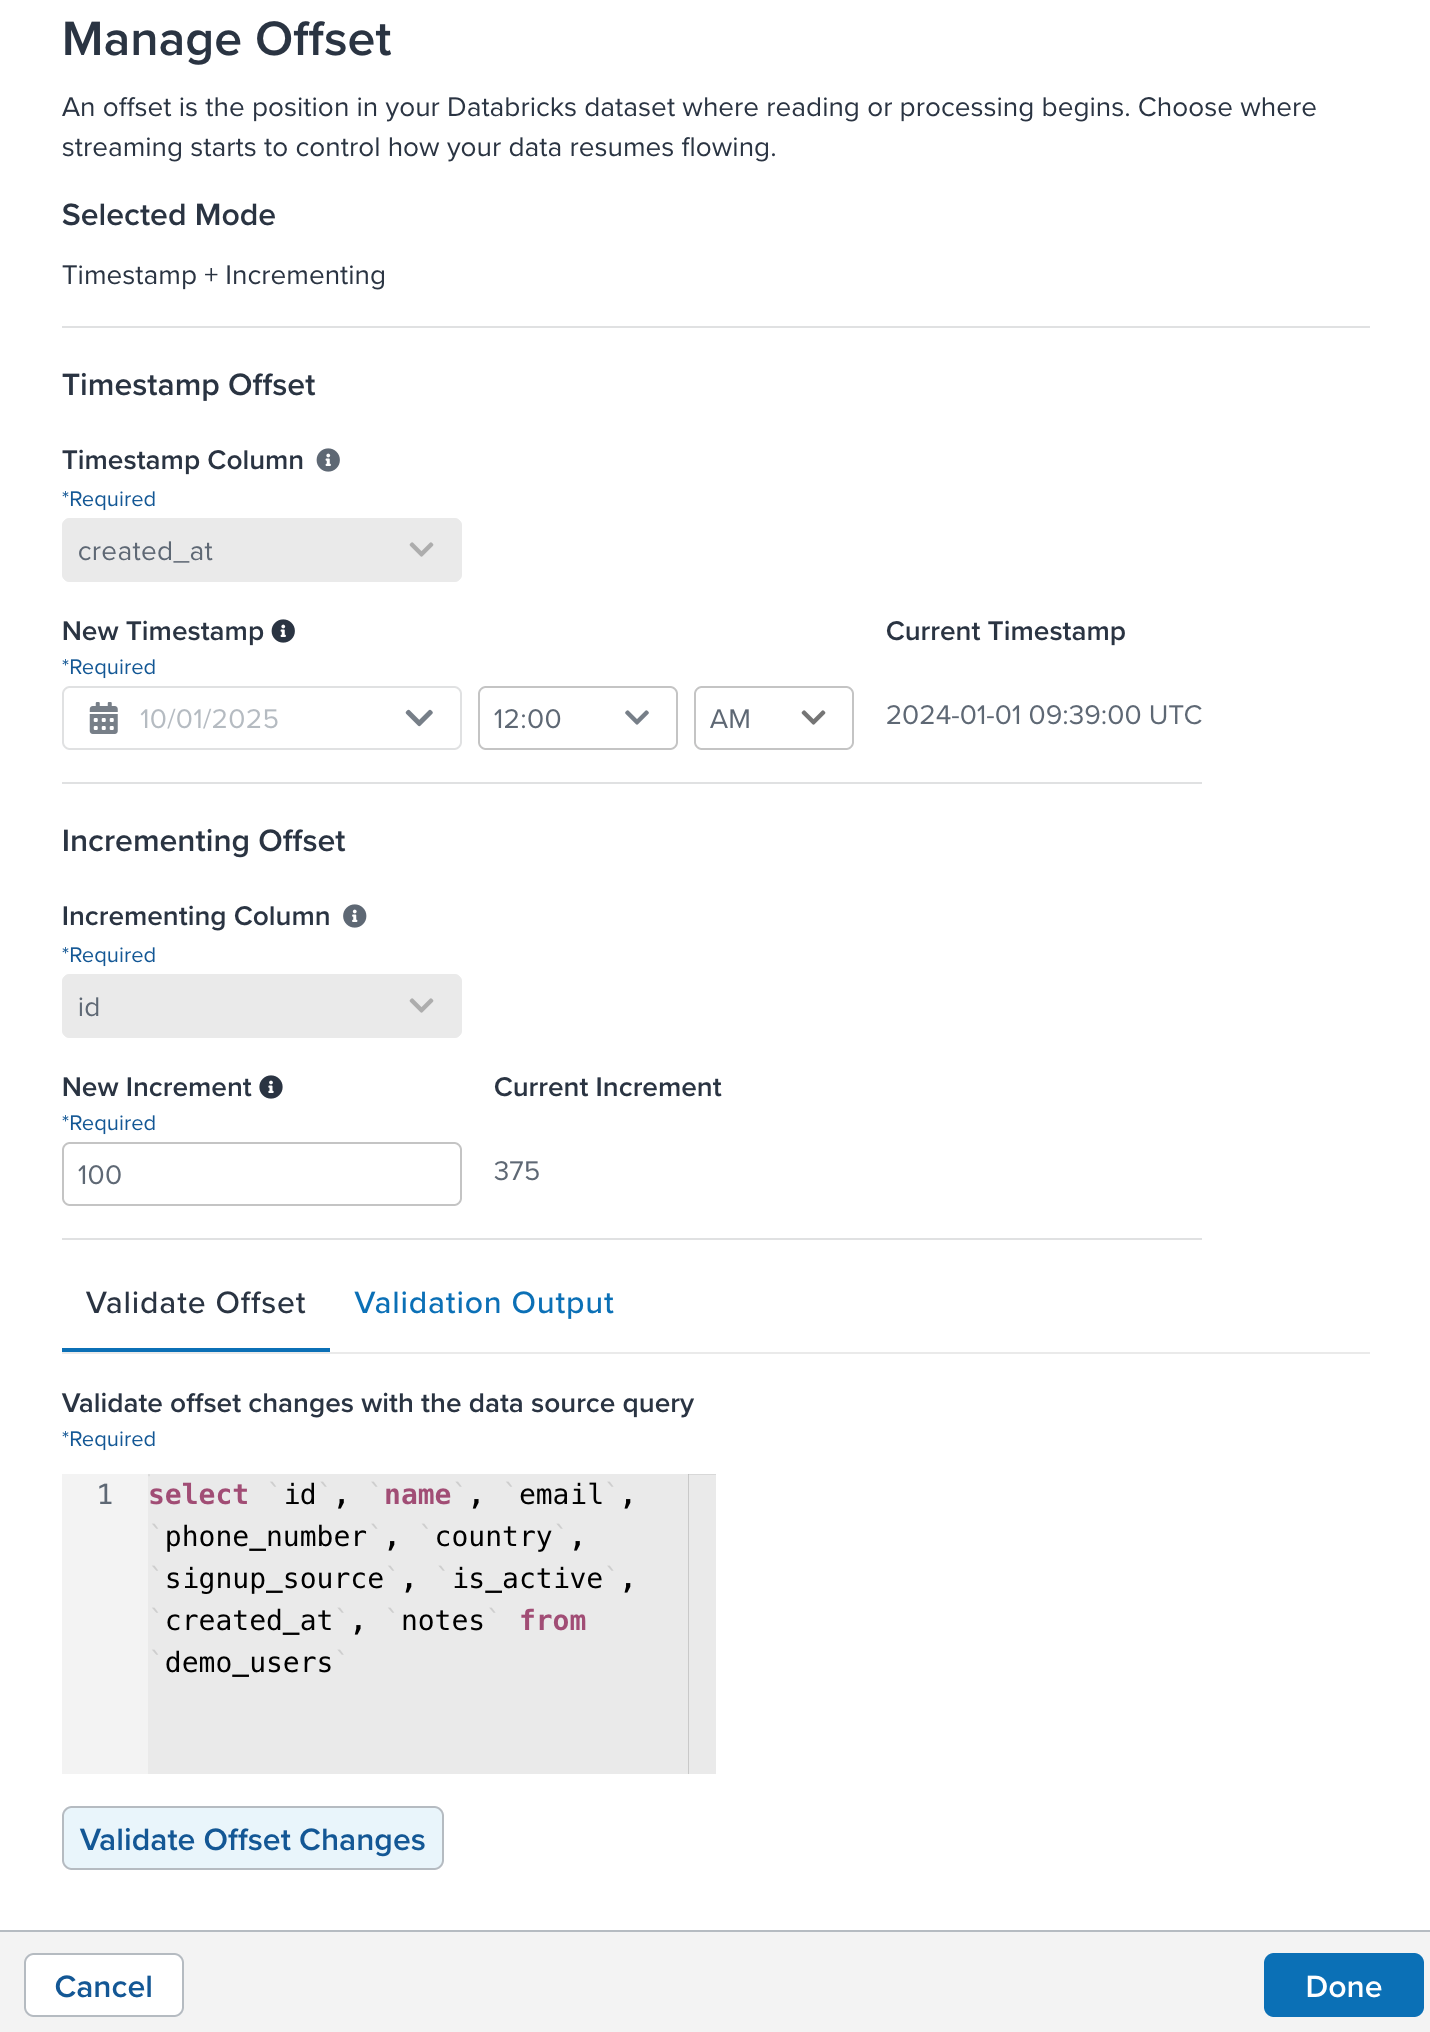 Manage Offset
An offset is the position in your Databricks dataset where reading or processing begins. Choose where
streaming starts to control how your data resumes flowing.
Selected Mode
Timestamp + Incrementing
Timestamp Offset
Timestamp Column
*Required
created_at
New Timestamp
Current Timestamp
*Required
10/01/2025 12:00 AM 2024-01-01 09:39:00 UTC
Incrementing Offset
Incrementing Column
*Required
id
New Increment
Current Increment
*Required
100
375
Validate Offset Validation Output
Validate offset changes with the data source query
*Required
1 select `id`, `name`, `email`,
`phone_number`, `country`,
`signup_source`, `is_active`,
`created_at`, `notes` from
`demo_users`
Validate Offset Changes
Cancel Done